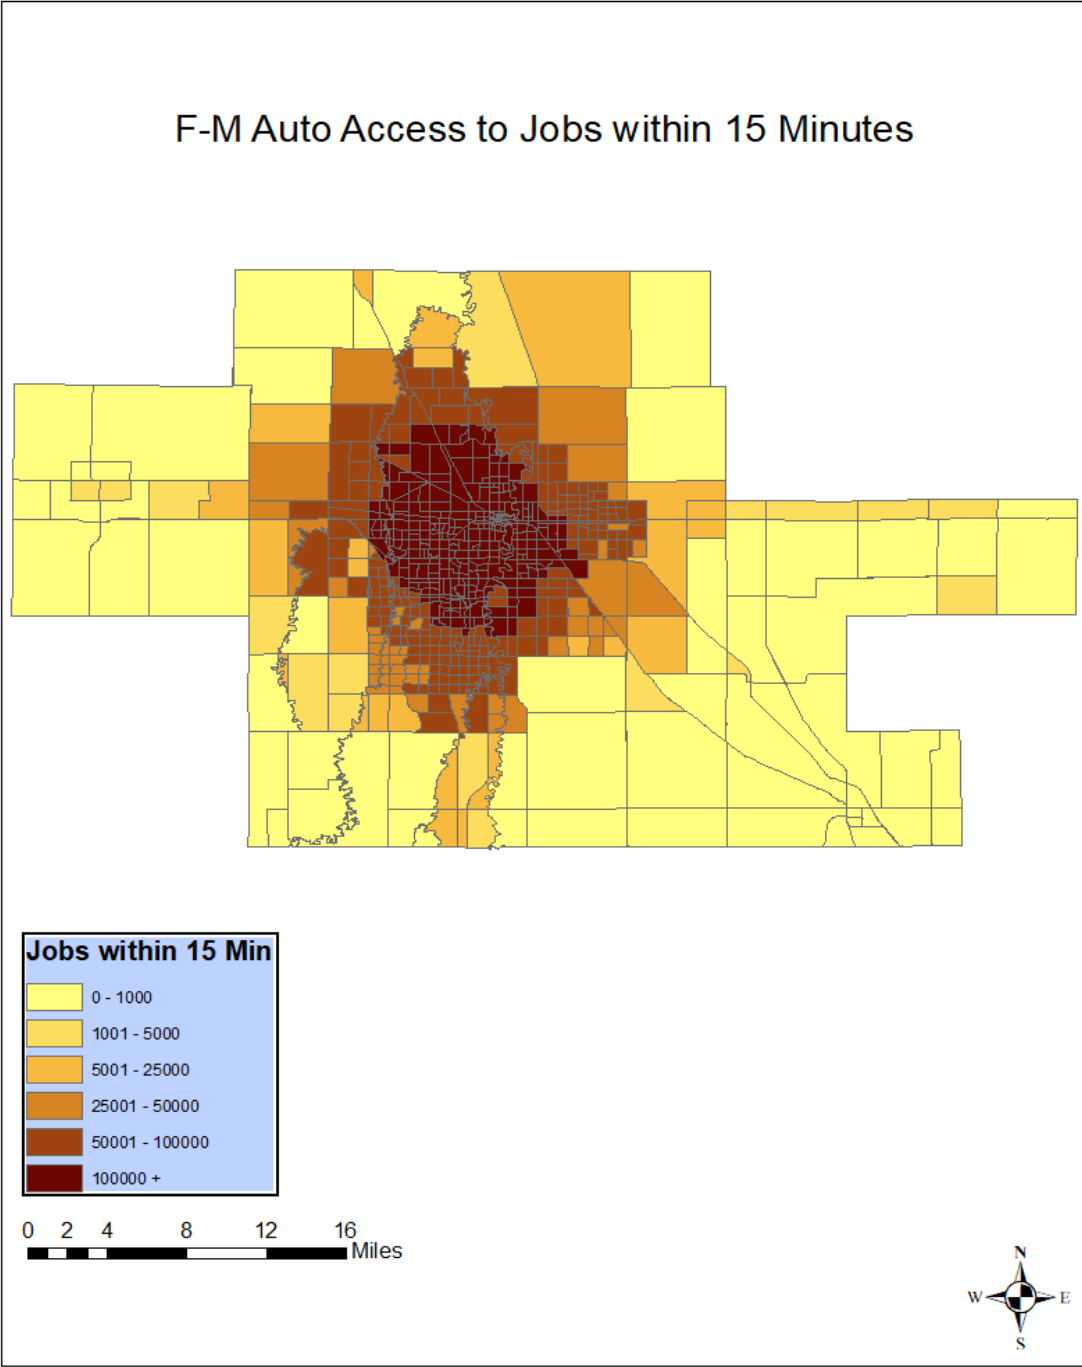 F-M Auto Access to Jobs within 15 Minutes
Jobs within 15 Min
0 - 1000
1001 - 5000
5001 - 25000
25001 - 50000
50001 - 100000
100000 +
0 2 4 8 12 16
Miles
N
W E
S